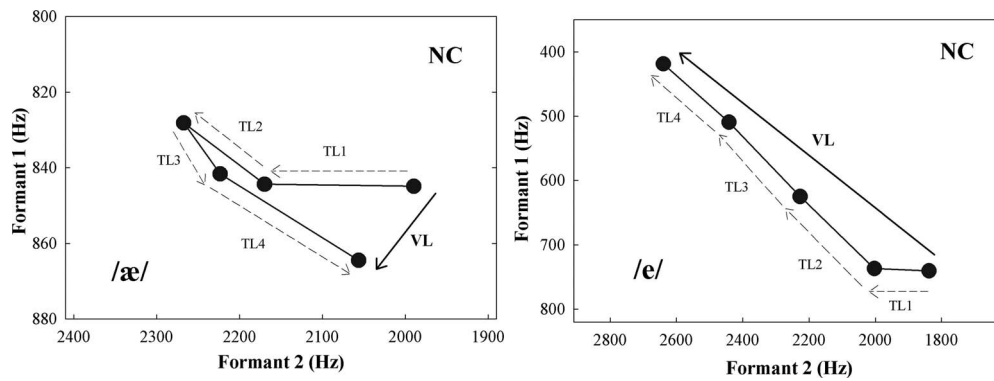 800
820
840
860
880
Formant 1 (Hz)
NC
TL2
TL1
TL3
TL4
VL
/æ/
2400
2300
2200
2100
2000
1900
Formant 2 (Hz)
400
500
600
700
800
Formant 1 (Hz)
NC
TL4
VL
TL3
TL2
TL1
/e/
2800
2600
2400
2200
2000
1800
Formant 2 (Hz)